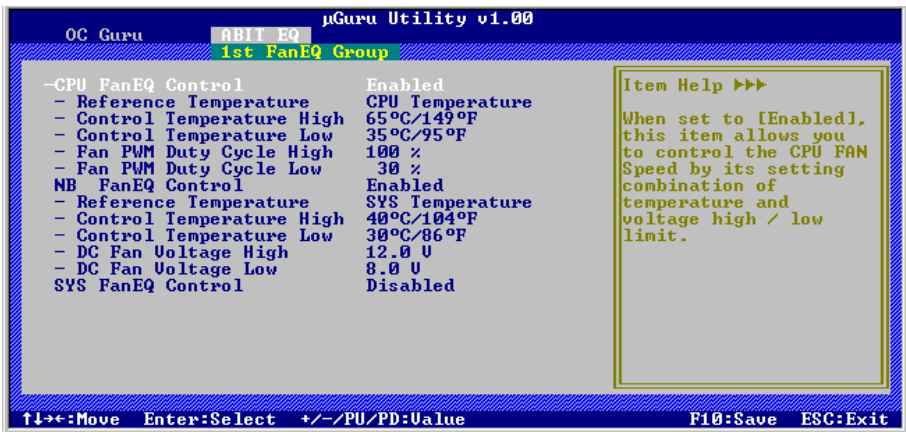 µGuru Utility v1.00
OC Guru ABIT EQ
1st FanEQ Group
-CPU FanEQ Control Enabled
- Reference Temperature CPU Temperature
- Control Temperature High 65ºC/149ºF
- Control Temperature Low 35ºC/95ºF
- Fan PWM Duty Cycle High 100 %
- Fan PWM Duty Cycle Low 30 %
NB FanEQ Control Enabled
- Reference Temperature SYS Temperature
- Control Temperature High 40ºC/104ºF
- Control Temperature Low 30ºC/86ºF
- DC Fan Voltage High 12.0 V
- DC Fan Voltage Low 8.0 V
SYS FanEQ Control Disabled
Item Help ►►►
When set to [Enabled],
this item allows you
to control the CPU FAN
Speed by its setting
combination of
temperature and
voltage high / low
limit.
↑↓→←:Move Enter:Select +/-/PU/PD:Value F10:Save ESC:Exit